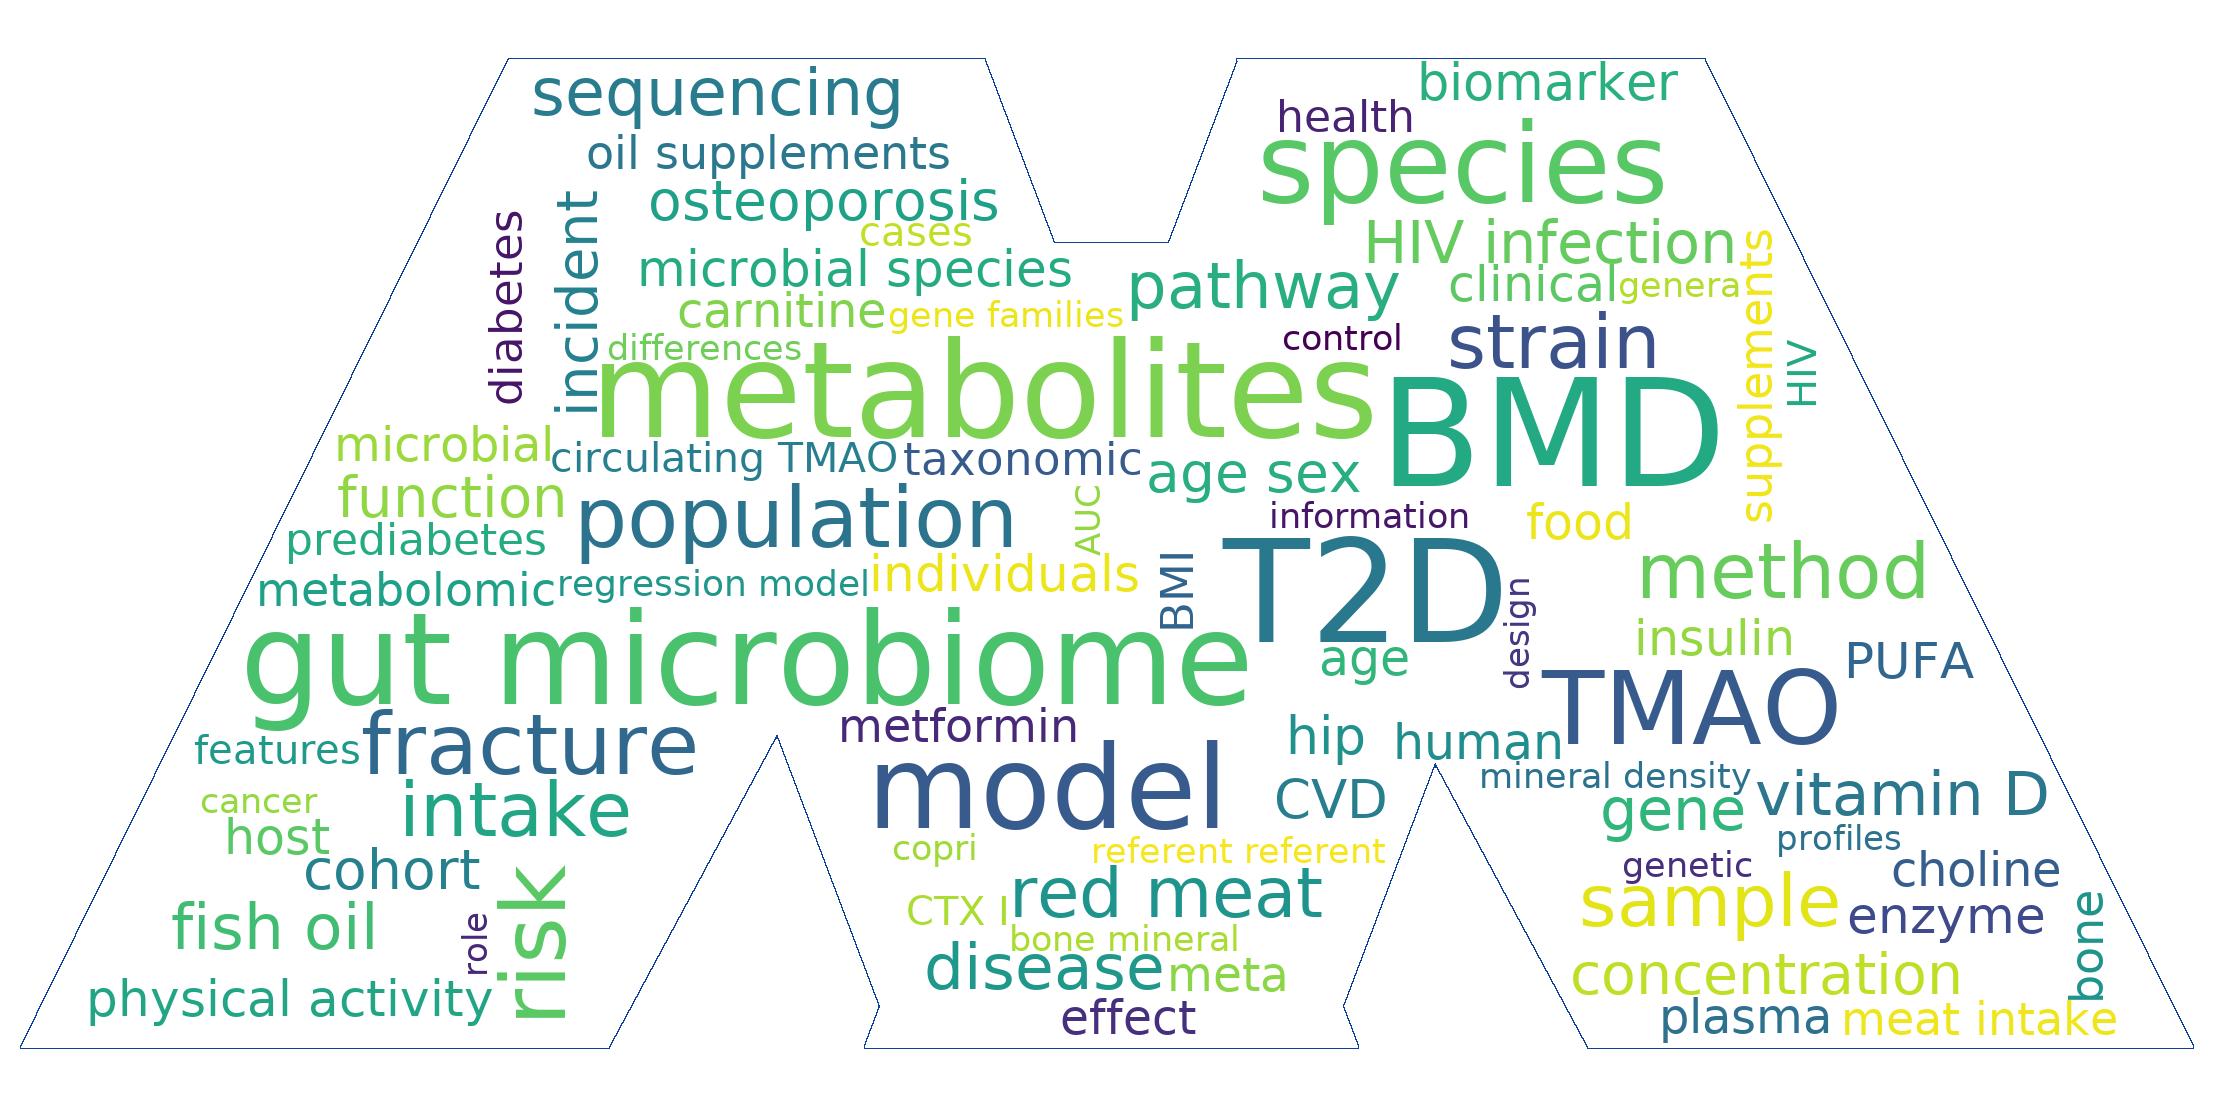 sequencing
biomarker
health
oil supplements
species
osteoporosis
cases
diabetes
incident
HIV infection
microbial species
pathway
clinical
genera
supplements
carnitine
gene families
control
strain
HIV
differences
metabolites
BMD
microbial
circulating TMAO
taxonomic
age sex
function
population
AUC
information
food
prediabetes
T2D
method
metabolomic
regression model
individuals
BMI
design
gut microbiome
age
insulin
PUFA
TMAO
features
fracture
metformin
hip
human
model
mineral density
cancer
intake
CVD
gene
vitamin D
host
copri
referent referent
profiles
cohort
risk
red meat
genetic
choline
fish oil
role
CTX I
sample
enzyme
bone mineral
bone
disease
meta
concentration
physical activity
effect
plasma
meat intake